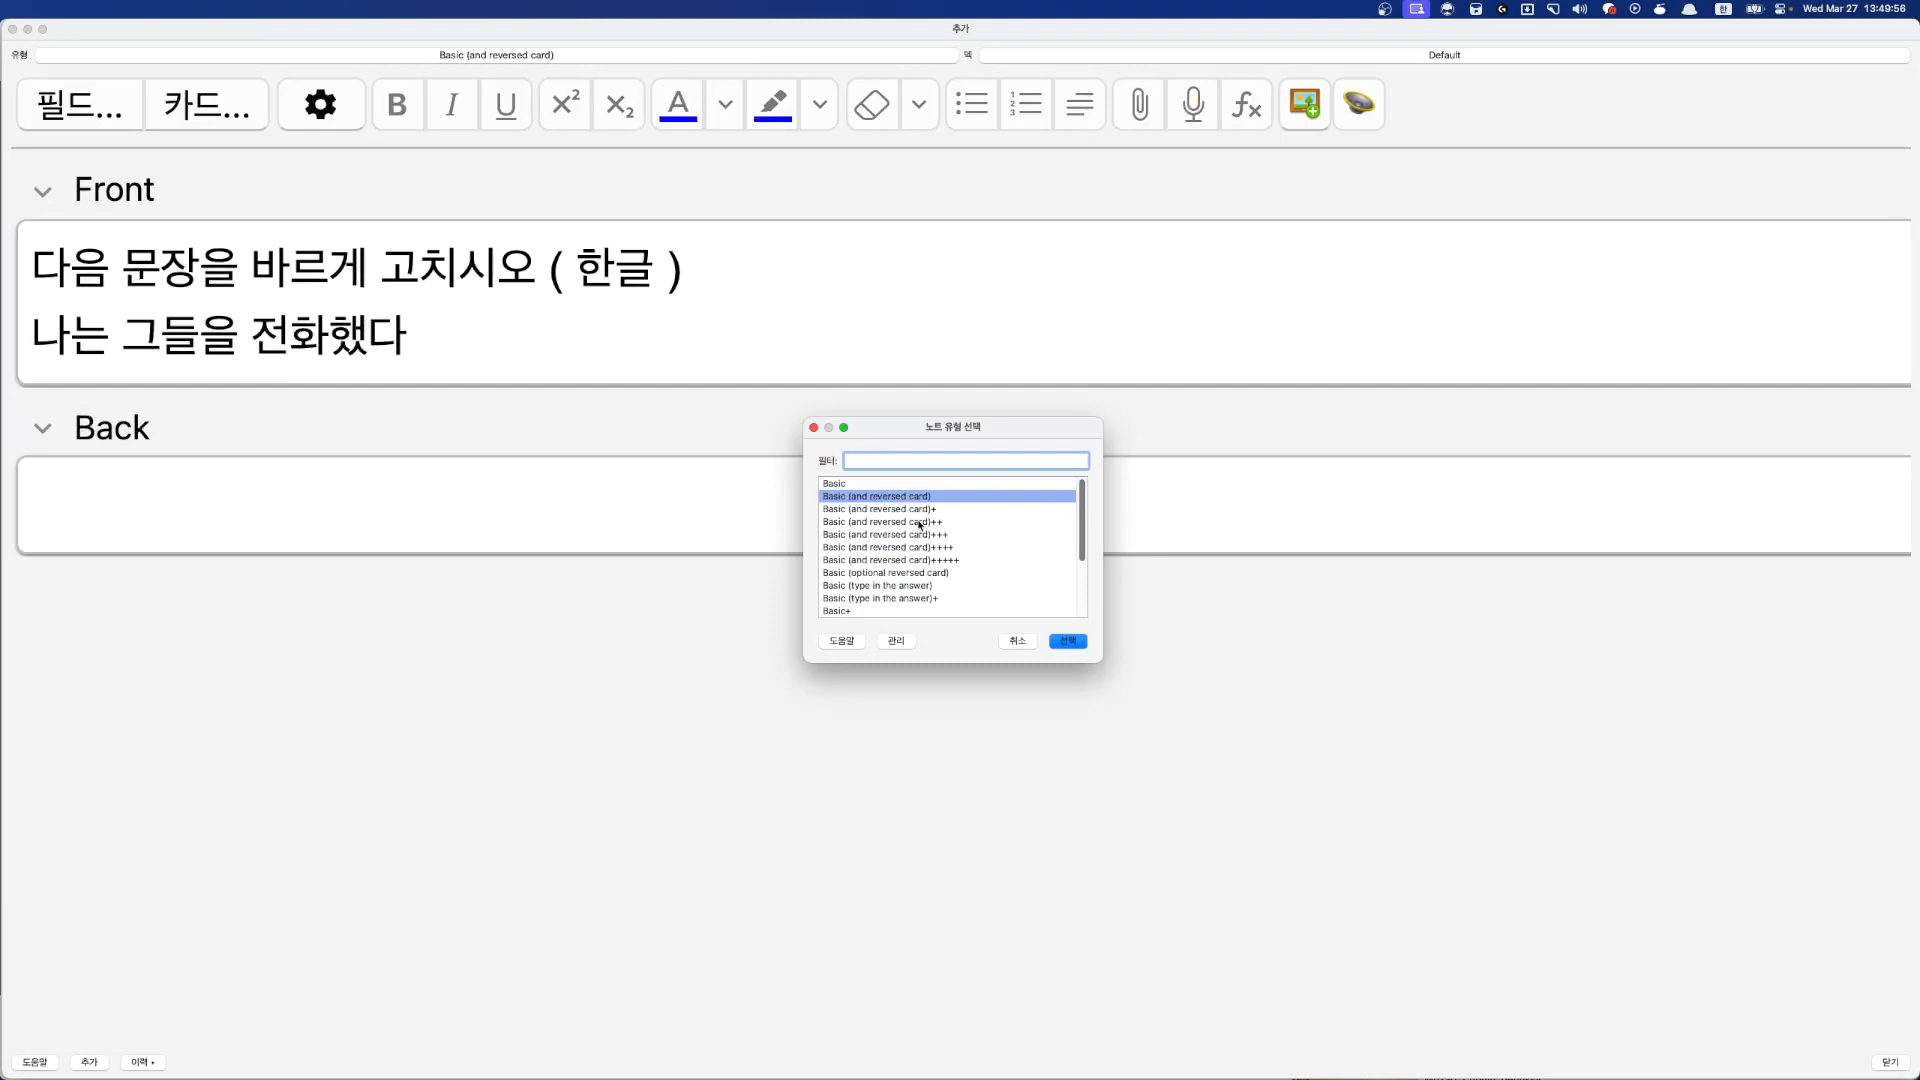 Wed Mar 27 13:49:56
추가
유형 Basic (and reversed card) 덱 Default
필드... 카드...
Front
다음 문장을 바르게 고치시오 ( 한글 )
나는 그들을 전화했다
Back
노트 유형 선택
필터:
Basic
Basic (and reversed card)
Basic (and reversed card)+
Basic (and reversed card)++
Basic (and reversed card)+++
Basic (and reversed card)++++
Basic (and reversed card)+++++
Basic (optional reversed card)
Basic (type in the answer)
Basic (type in the answer)+
Basic+
도움말 관리 취소 선택
도움말 추가 이력 닫기